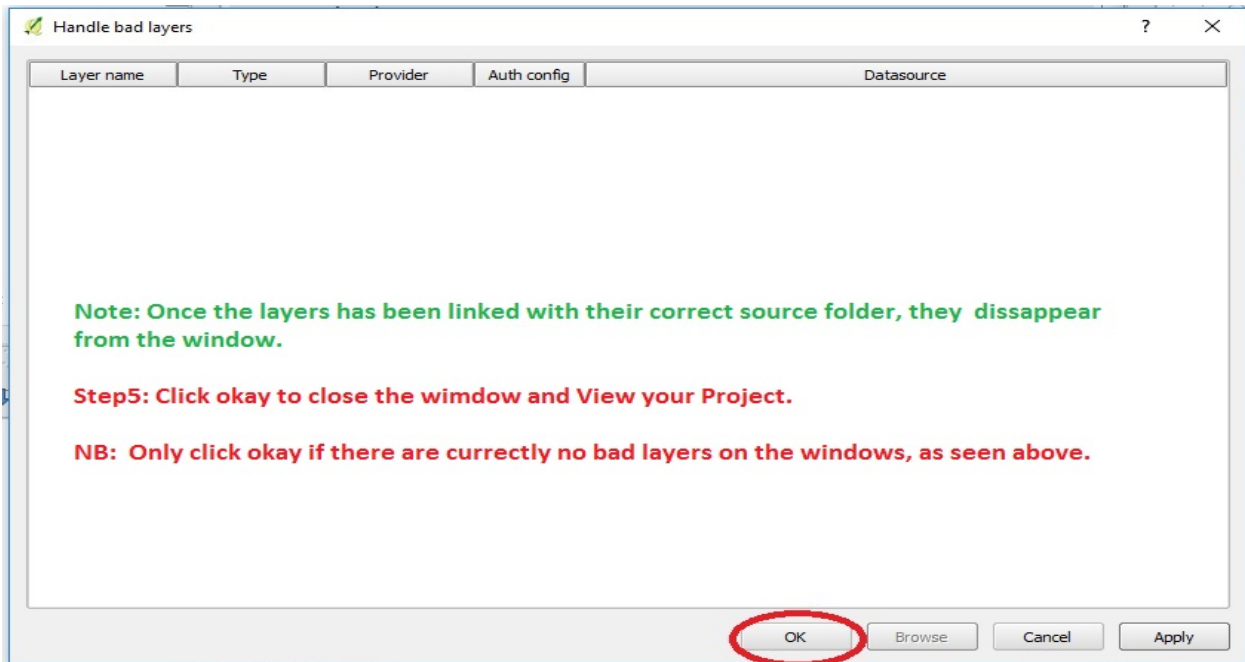 Handle bad layers ? ×
Layer name Type Provider Auth config Datasource
Note: Once the layers has been linked with their correct source folder, they dissappear
from the window.
Step5: Click okay to close the wimdow and View your Project.
NB: Only click okay if there are currently no bad layers on the windows, as seen above.
OK Browse Cancel Apply